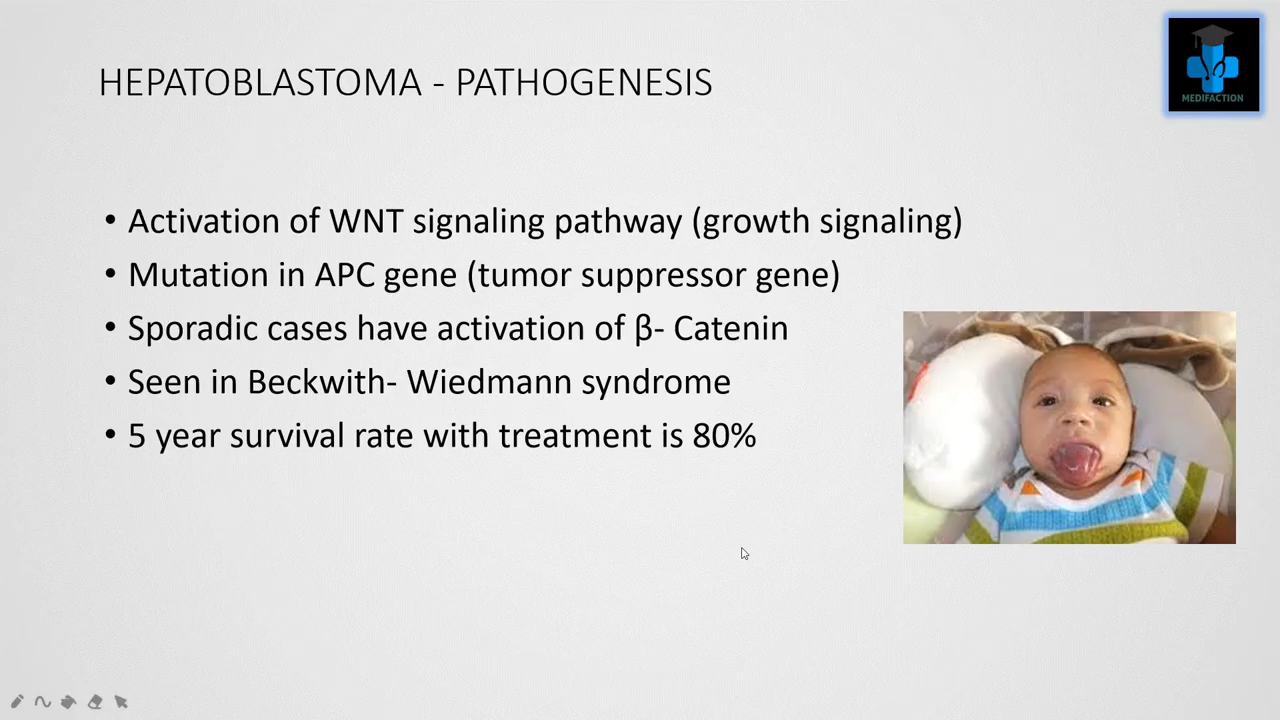 HEPATOBLASTOMA - PATHOGENESIS
MEDIFACTION
• Activation of WNT signaling pathway (growth signaling)
• Mutation in APC gene (tumor suppressor gene)
• Sporadic cases have activation of β- Catenin
• Seen in Beckwith- Wiedmann syndrome
• 5 year survival rate with treatment is 80%